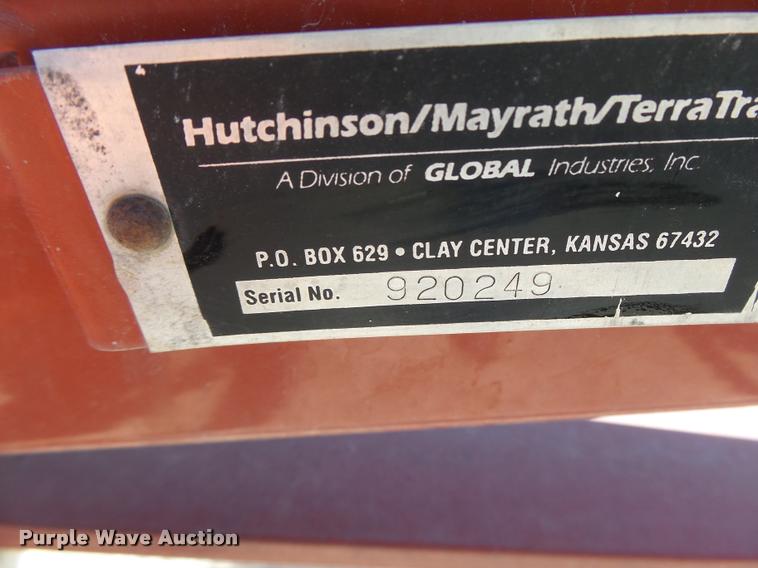 Hutchinson/Mayrath/TerraTra
A Division of GLOBAL Industries, Inc.
P.O. BOX 629 • CLAY CENTER, KANSAS 67432
Serial No. 920249
Purple Wave Auction